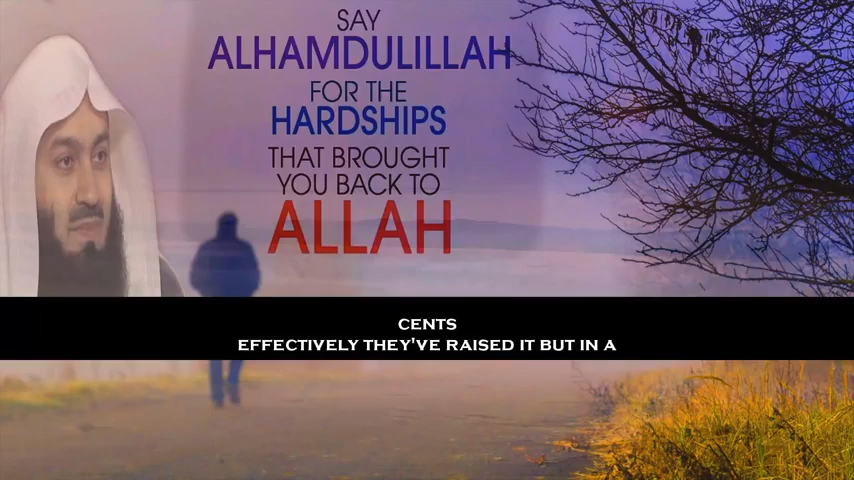 SAY
ALHAMDULILLAH
FOR THE
HARDSHIPS
THAT BROUGHT
YOU BACK TO
ALLAH
CENTS
EFFECTIVELY THEY'VE RAISED IT BUT IN A